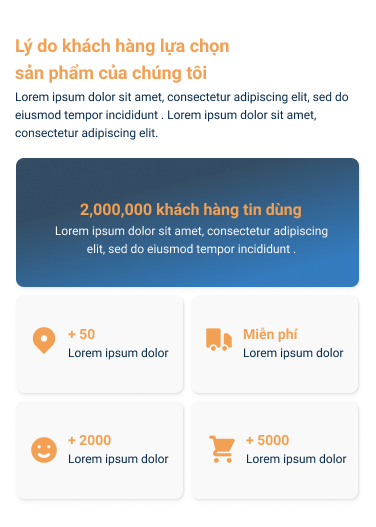 Lý do khách hàng lựa chọn
sản phẩm của chúng tôi
Lorem ipsum dolor sit amet, consectetur adipiscing elit, sed do
eiusmod tempor incididunt . Lorem ipsum dolor sit amet,
consectetur adipiscing elit.
2,000,000 khách hàng tin dùng
Lorem ipsum dolor sit amet, consectetur adipiscing
elit, sed do eiusmod tempor incididunt .
+ 50
Lorem ipsum dolor
Miễn phí
Lorem ipsum dolor
+ 2000
Lorem ipsum dolor
+ 5000
Lorem ipsum dolor